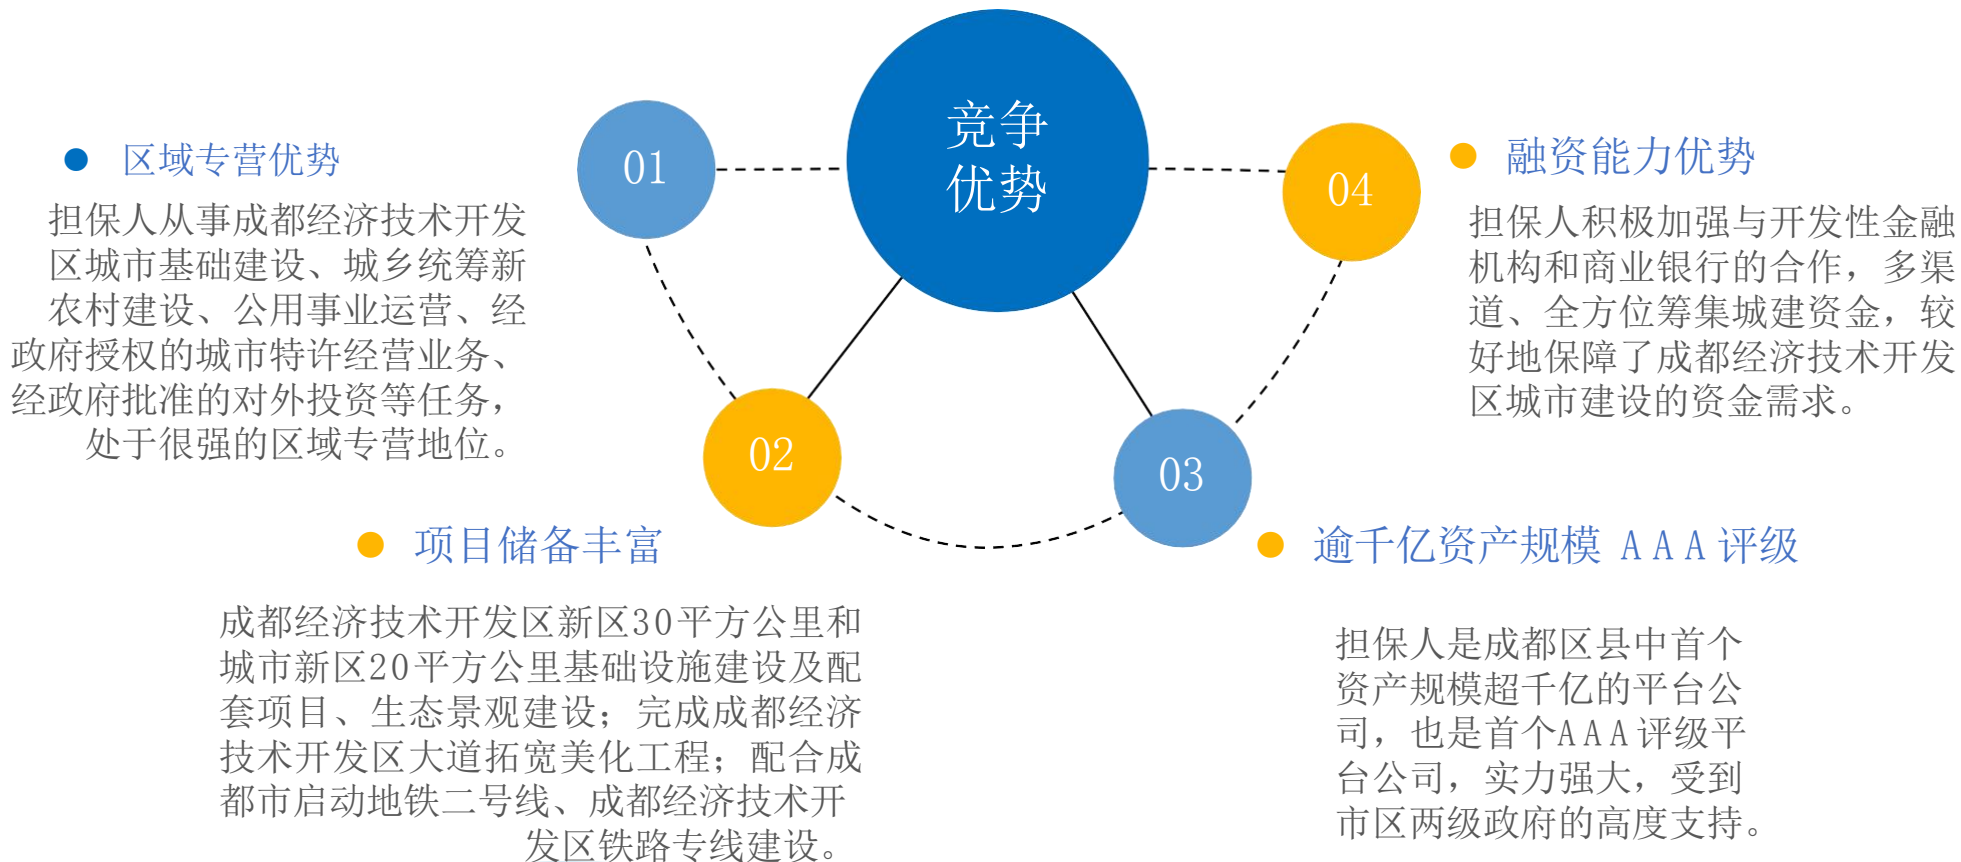 竞争
优势
01
区域专营优势
担保人从事成都经济技术开发
区城市基础建设、城乡统筹新
农村建设、公用事业运营、经
政府授权的城市特许经营业务、
经政府批准的对外投资等任务，
处于很强的区域专营地位。
02
项目储备丰富
成都经济技术开发区新区30平方公里和
城市新区20平方公里基础设施建设及配
套项目、生态景观建设；完成成都经济
技术开发区大道拓宽美化工程；配合成
都市启动地铁二号线、成都经济技术开
发区铁路专线建设。
03
逾千亿资产规模 AAA评级
担保人是成都区县中首个
资产规模超千亿的平台公
司，也是首个AAA评级平
台公司，实力强大，受到
市区两级政府的高度支持。
04
融资能力优势
担保人积极加强与开发性金融
机构和商业银行的合作，多渠
道、全方位筹集城建资金，较
好地保障了成都经济技术开发
区城市建设的资金需求。